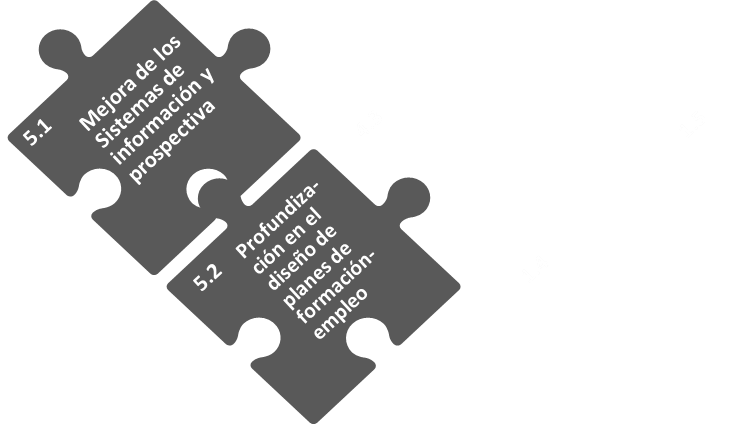 5.1
Mejora de los
Sistemas de
información y
prospectiva
5.2
Profundiza-
ción en el
diseño de
planes de
formación-
empleo